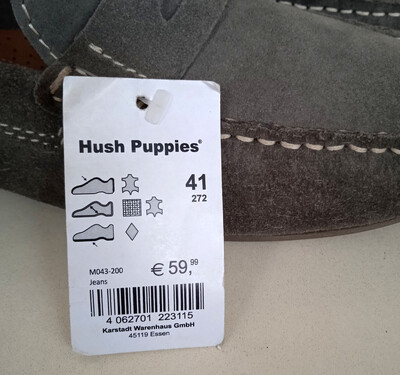 Hush Puppies®
41
272
M043-200
Jeans
€ 59,99
4 062701 223115
Karstadt Warenhaus GmbH
45119 Essen